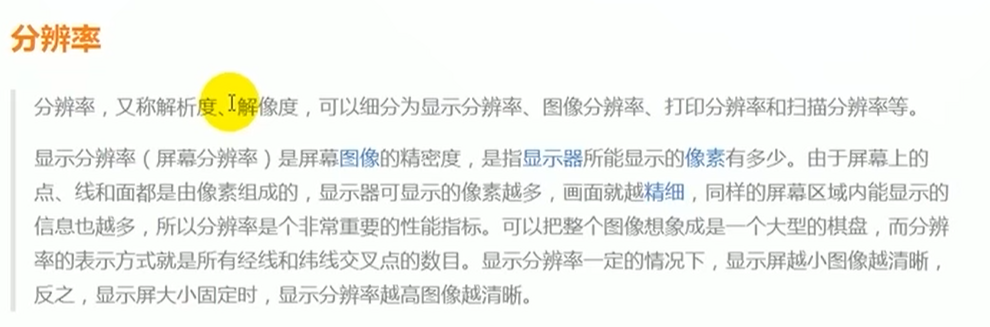 分辨率
分辨率，又称解析度、解像度，可以细分为显示分辨率、图像分辨率、打印分辨率和扫描分辨率等。
显示分辨率（屏幕分辨率）是屏幕图像的精密度，是指显示器所能显示的像素有多少。由于屏幕上的
点、线和面都是由像素组成的，显示器可显示的像素越多，画面就越精细，同样的屏幕区域内能显示的
信息也越多，所以分辨率是个非常重要的性能指标。可以把整个图像想象成是一个大型的棋盘，而分辨
率的表示方式就是所有经线和纬线交叉点的数目。显示分辨率一定的情况下，显示屏越小图像越清晰，
反之，显示屏大小固定时，显示分辨率越高图像越清晰。